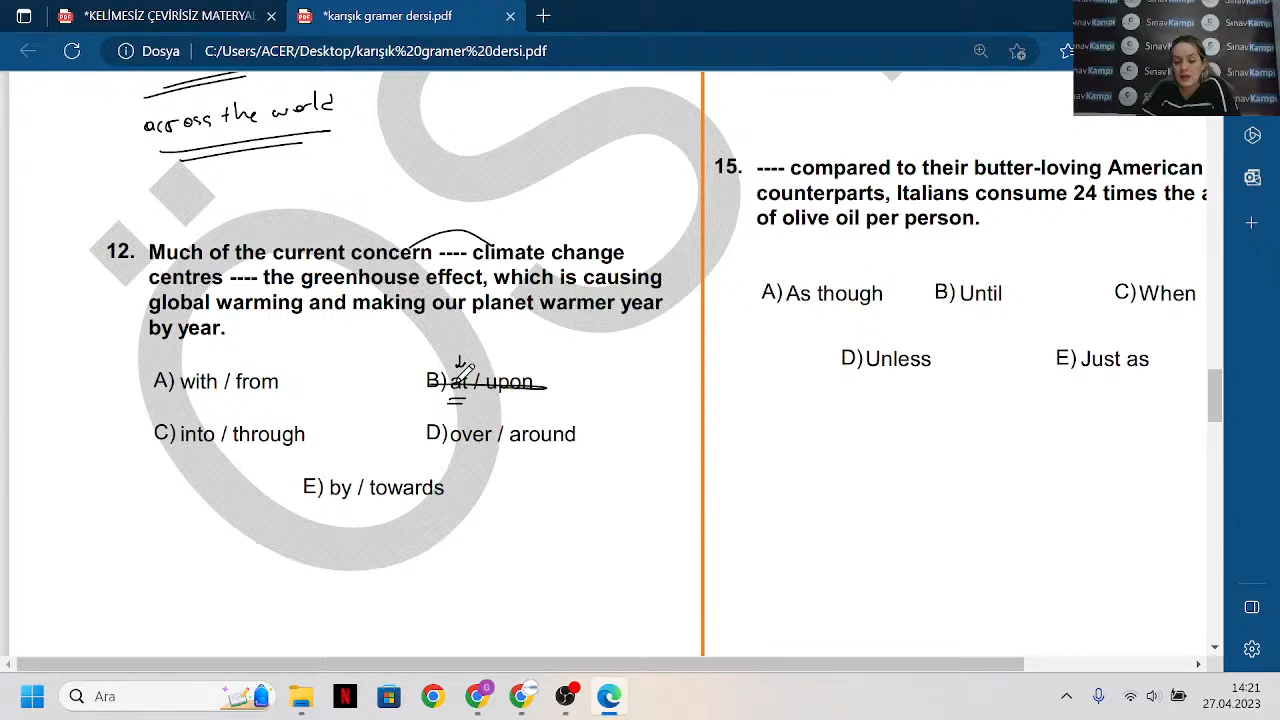 *KELİMESİZ ÇEVİRİSİZ MATERYAL
*karışık gramer dersi.pdf
Dosya
C:/Users/ACER/Desktop/karışık%20gramer%20dersi.pdf
SınavKampı
across the world
12. Much of the current concern ---- climate change
centres ---- the greenhouse effect, which is causing
global warming and making our planet warmer year
by year.
A) with / from
B) at / upon
C) into / through
D) over / around
E) by / towards
15. ---- compared to their butter-loving American
counterparts, Italians consume 24 times the a
of olive oil per person.
A) As though
B) Until
C) When
D) Unless
E) Just as
Ara
14:21
27.04.2023